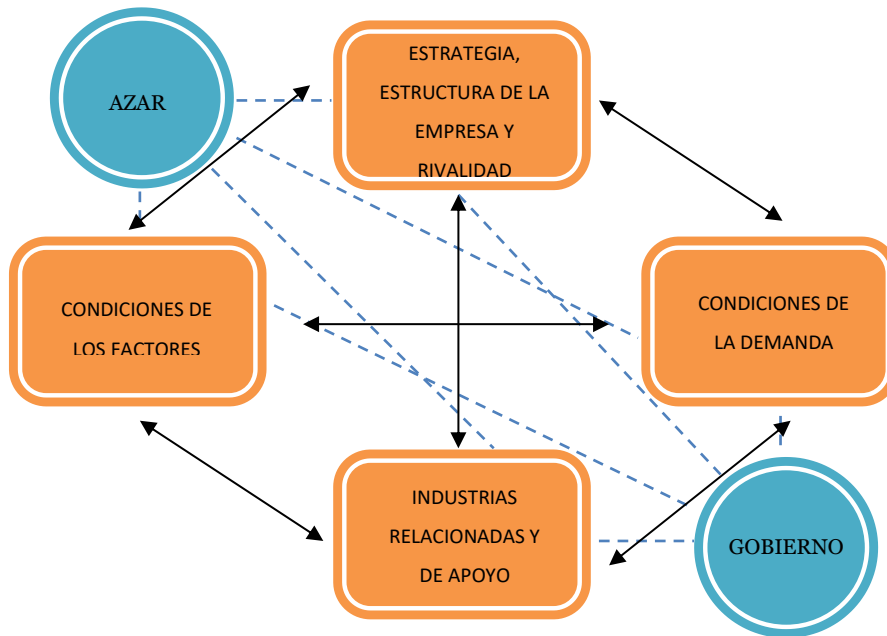 AZAR
ESTRATEGIA,
ESTRUCTURA DE LA
EMPRESA Y
RIVALIDAD
CONDICIONES DE
LOS FACTORES
CONDICIONES DE
LA DEMANDA
INDUSTRIAS
RELACIONADAS Y
DE APOYO
GOBIERNO